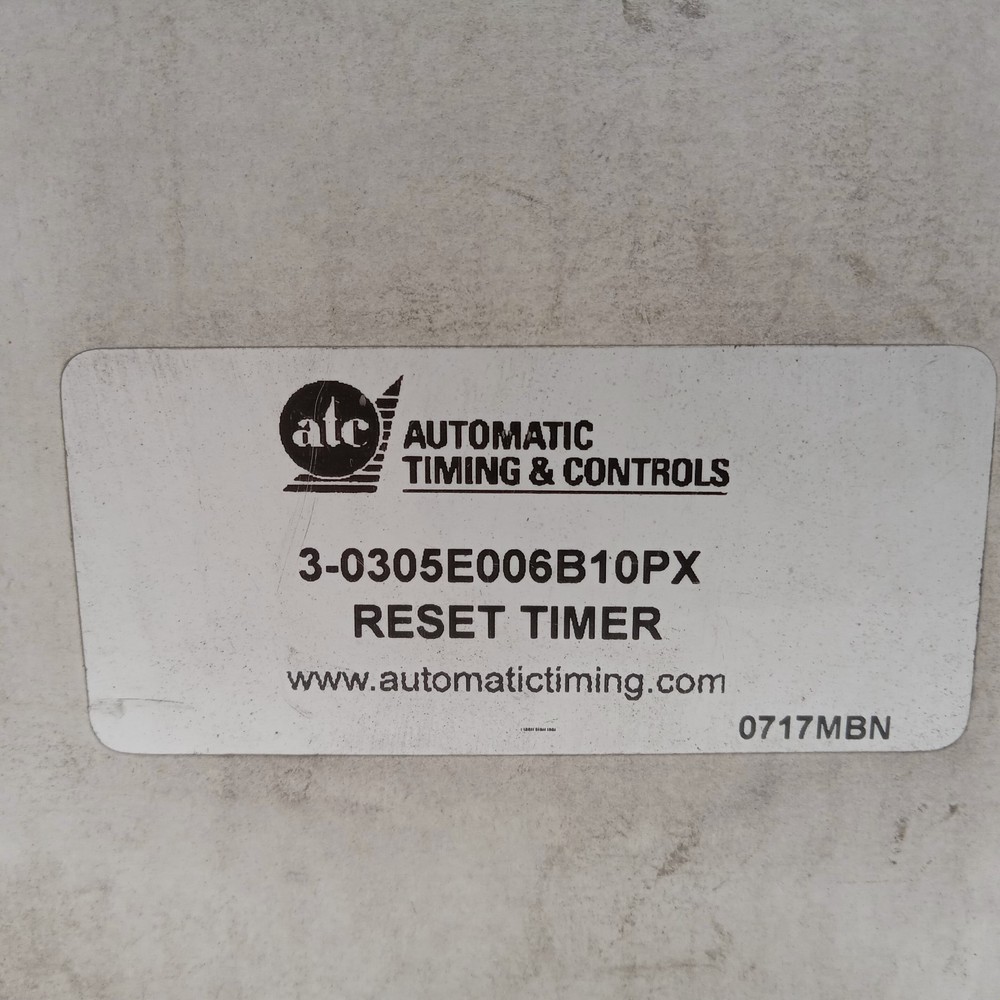 atc
AUTOMATIC
TIMING & CONTROLS
3-0305E006B10PX
RESET TIMER
www.automatictiming.com
0717MBN